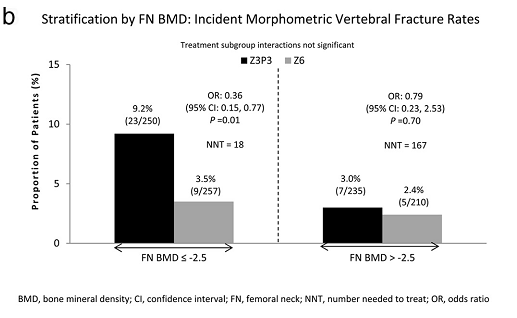 b
Stratification by FN BMD: Incident Morphometric Vertebral Fracture Rates
Treatment subgroup interactions not significant
Z3P3 Z6
Proportion of Patients (%)
15
10
5
0
9.2%
(23/250)
OR: 0.36
(95% CI: 0.15, 0.77)
P =0.01
NNT = 18
3.5%
(9/257)
OR: 0.79
(95% CI: 0.23, 2.53)
P =0.70
NNT = 167
3.0%
(7/235)
2.4%
(5/210)
FN BMD ≤ -2.5
FN BMD > -2.5
BMD, bone mineral density; CI, confidence interval; FN, femoral neck; NNT, number needed to treat; OR, odds ratio